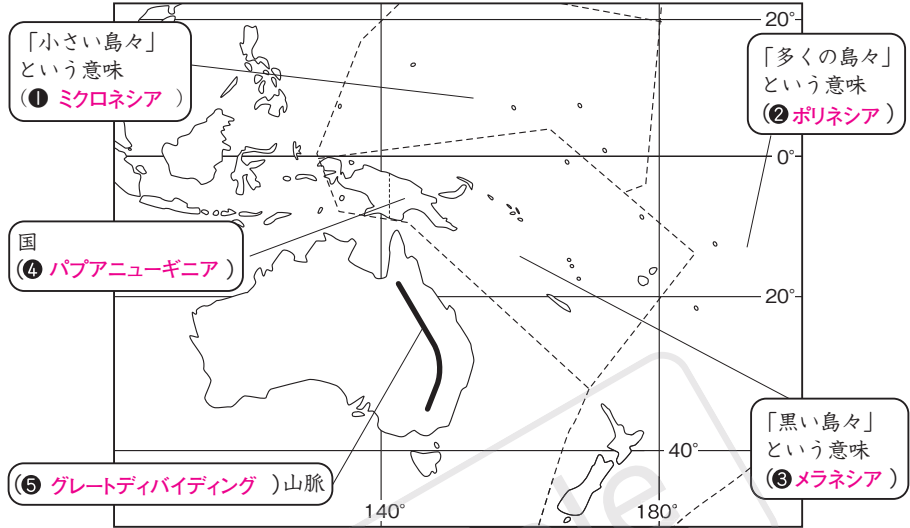 「小さい島々」
という意味
(❶ ミクロネシア )
20°
「多くの島々」
という意味
(❷ ポリネシア )
0°
国
(❹ パプアニューギニア )
20°
「黒い島々」
という意味
(❸ メラネシア )
40°
(❺ グレートディバイディング )山脈
140°
180°